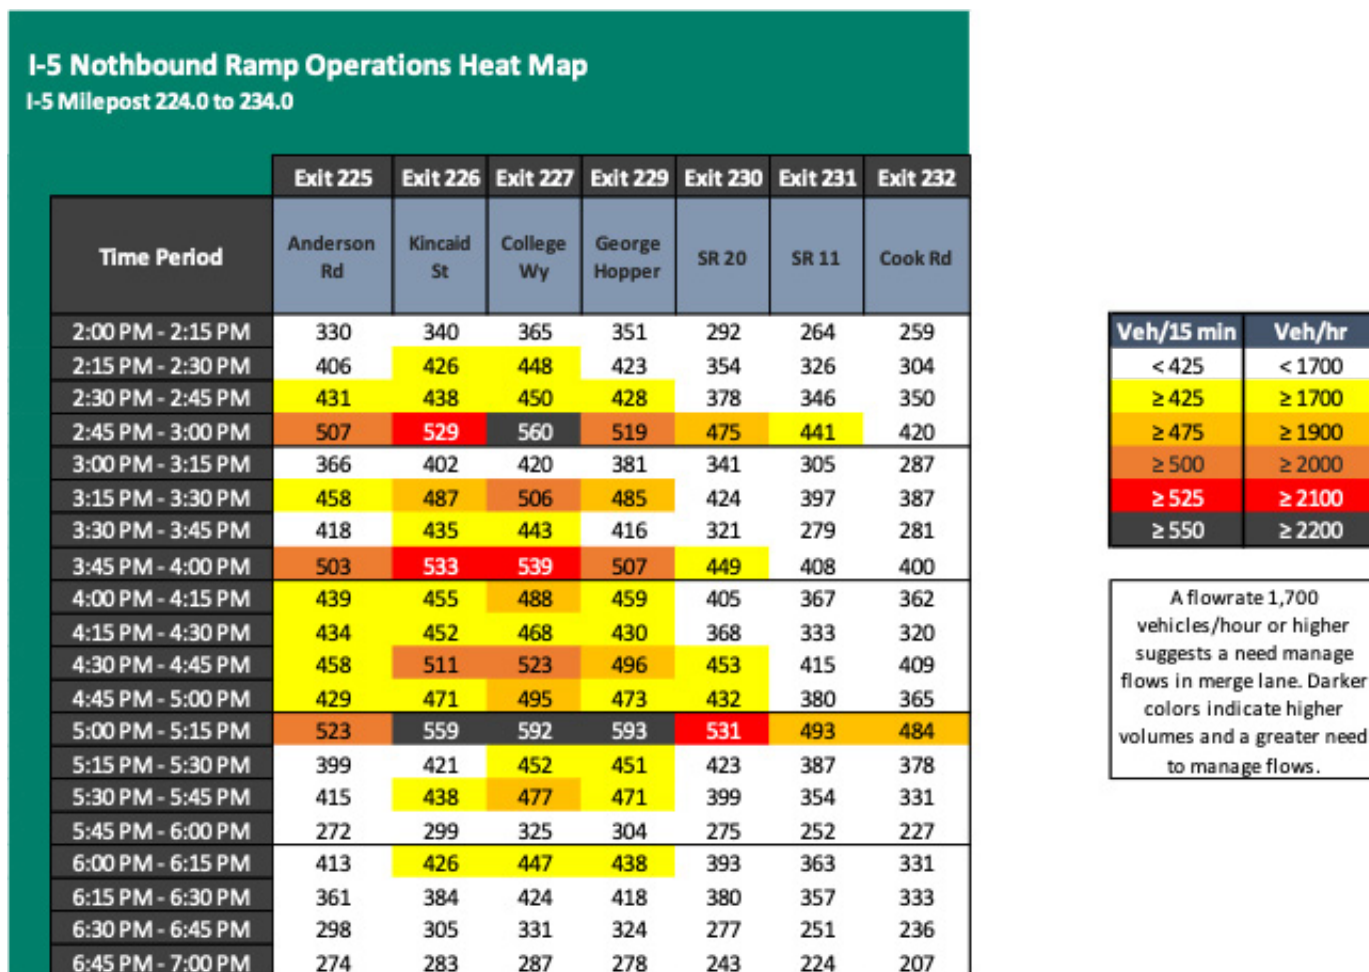 I-5 Nothbound Ramp Operations Heat Map
I-5 Milepost 224.0 to 234.0
Exit 225 Exit 226 Exit 227 Exit 229 Exit 230 Exit 231 Exit 232
Time Period Anderson Rd Kincaid St College Wy George Hopper SR 20 SR 11 Cook Rd
2:00 PM - 2:15 PM 330 340 365 351 292 264 259
2:15 PM - 2:30 PM 406 426 448 423 354 326 304
2:30 PM - 2:45 PM 431 438 450 428 378 346 350
2:45 PM - 3:00 PM 507 529 560 519 475 441 420
3:00 PM - 3:15 PM 366 402 420 381 341 305 287
3:15 PM - 3:30 PM 458 487 506 485 424 397 387
3:30 PM - 3:45 PM 418 435 443 416 321 279 281
3:45 PM - 4:00 PM 503 533 539 507 449 408 400
4:00 PM - 4:15 PM 439 455 488 459 405 367 362
4:15 PM - 4:30 PM 434 452 468 430 368 333 320
4:30 PM - 4:45 PM 458 511 523 496 453 415 409
4:45 PM - 5:00 PM 429 471 495 473 432 380 365
5:00 PM - 5:15 PM 523 559 592 593 531 493 484
5:15 PM - 5:30 PM 399 421 452 451 423 387 378
5:30 PM - 5:45 PM 415 438 477 471 399 354 331
5:45 PM - 6:00 PM 272 299 325 304 275 252 227
6:00 PM - 6:15 PM 413 426 447 438 393 363 331
6:15 PM - 6:30 PM 361 384 424 418 380 357 333
6:30 PM - 6:45 PM 298 305 331 324 277 251 236
6:45 PM - 7:00 PM 274 283 287 278 243 224 207
Veh/15 min Veh/hr
< 425 < 1700
≥ 425 ≥ 1700
≥ 475 ≥ 1900
≥ 500 ≥ 2000
≥ 525 ≥ 2100
≥ 550 ≥ 2200
A flowrate 1,700
vehicles/hour or higher
suggests a need manage
flows in merge lane. Darker
colors indicate higher
volumes and a greater need
to manage flows.